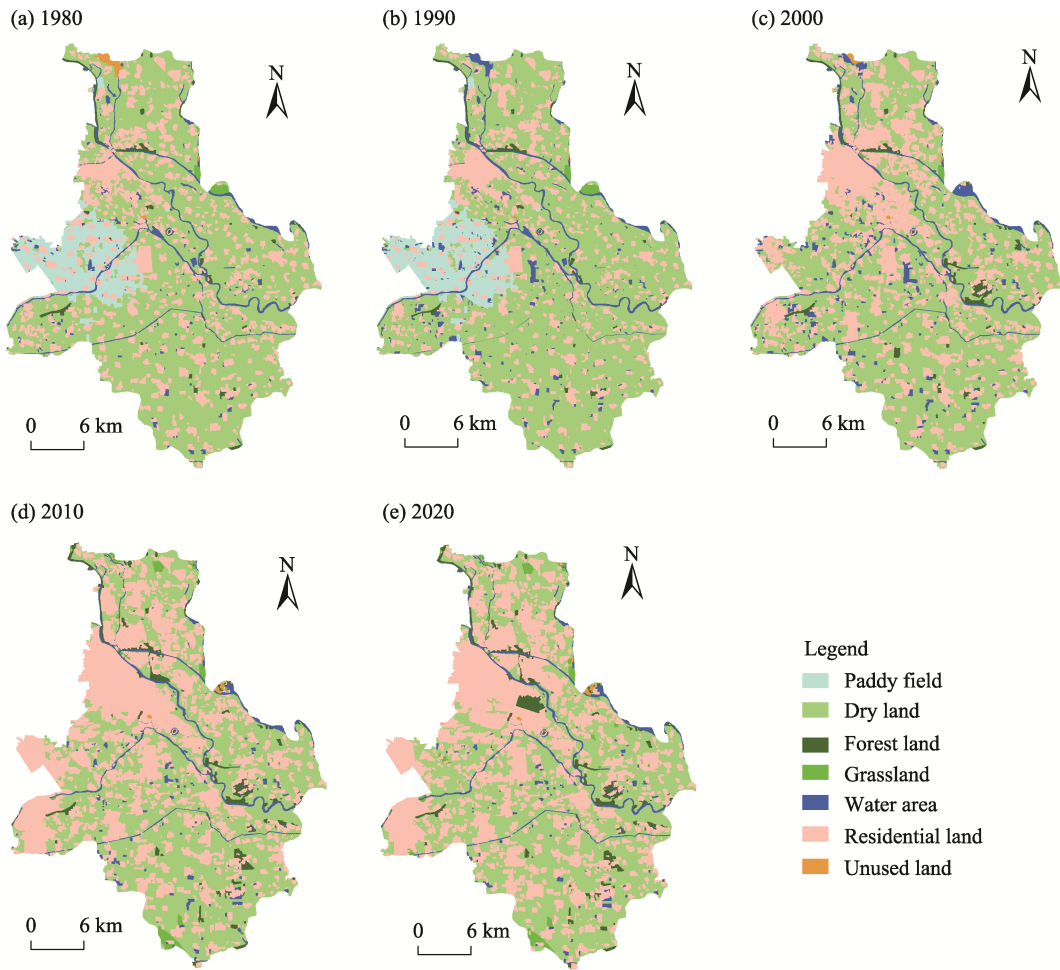 (a) 1980
(b) 1990
(c) 2000
N
N
N
0 6 km
0 6 km
0 6 km
(d) 2010
(e) 2020
N
N
Legend
Paddy field
Dry land
Forest land
Grassland
Water area
Residential land
Unused land
0 6 km
0 6 km